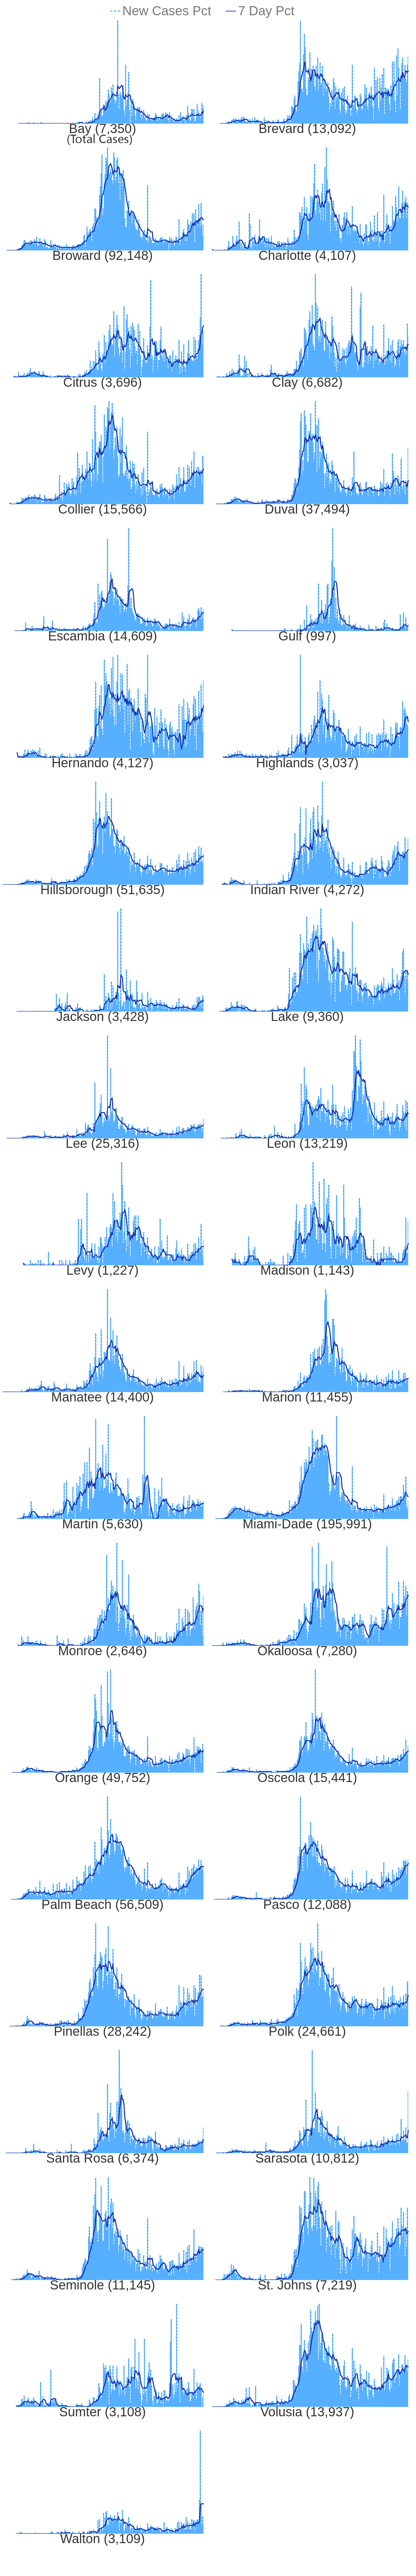 New Cases Pct 7 Day Pct
Bay (7,350) Brevard (13,092)
(Total Cases)
Broward (92,148) Charlotte (4,107)
Citrus (3,696) Clay (6,682)
Collier (15,566) Duval (37,494)
Escambia (14,609) Gulf (997)
Hernando (4,127) Highlands (3,037)
Hillsborough (51,635) Indian River (4,272)
Jackson (3,428) Lake (9,360)
Lee (25,316) Leon (13,219)
Levy (1,227) Madison (1,143)
Manatee (14,400) Marion (11,455)
Martin (5,630) Miami-Dade (195,991)
Monroe (2,646) Okaloosa (7,280)
Orange (49,752) Osceola (15,441)
Palm Beach (56,509) Pasco (12,088)
Pinellas (28,242) Polk (24,661)
Santa Rosa (6,374) Sarasota (10,812)
Seminole (11,145) St. Johns (7,219)
Sumter (3,108) Volusia (13,937)
Walton (3,109)